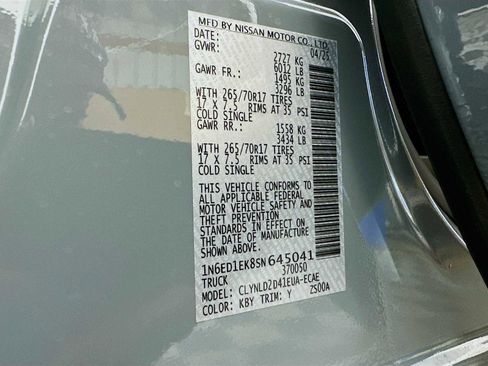 MFD BY NISSAN MOTOR CO., LTD.
DATE: 04/25
GVWR: 2727 KG
6012 LB
GAWR FR.: 1495 KG
3296 LB
WITH 265/70R17 TIRES
17 X 7.5 RIMS AT 35 PSI
COLD SINGLE
GAWR RR.: 1558 KG
3434 LB
WITH 265/70R17 TIRES
17 X 7.5 RIMS AT 35 PSI
COLD SINGLE
THIS VEHICLE CONFORMS TO
ALL APPLICABLE FEDERAL
MOTOR VEHICLE SAFETY AND
THEFT PREVENTION
STANDARDS IN EFFECT ON
THE DATE OF MANUFACTURE
SHOWN ABOVE.
1N6ED1EK8SN645041
TRUCK 370050
MODEL: CLYNLD2D41EUA-ECAE
COLOR: KBY TRIM: Y ZS00A